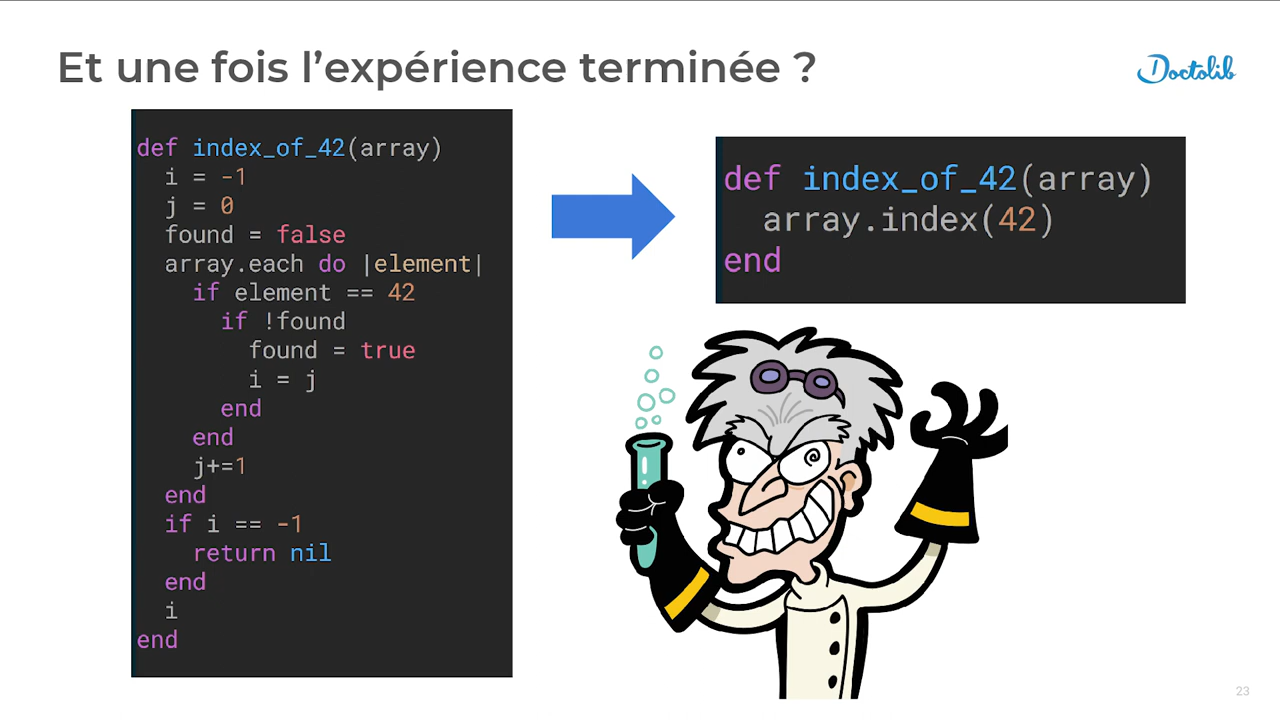 Et une fois l’expérience terminée ?
Doctolib
def index_of_42(array)
  i = -1
  j = 0
  found = false
  array.each do |element|
    if element == 42
      if !found
        found = true
        i = j
      end
    end
    j+=1
  end
  if i == -1
    return nil
  end
  i
end
def index_of_42(array)
  array.index(42)
end
23